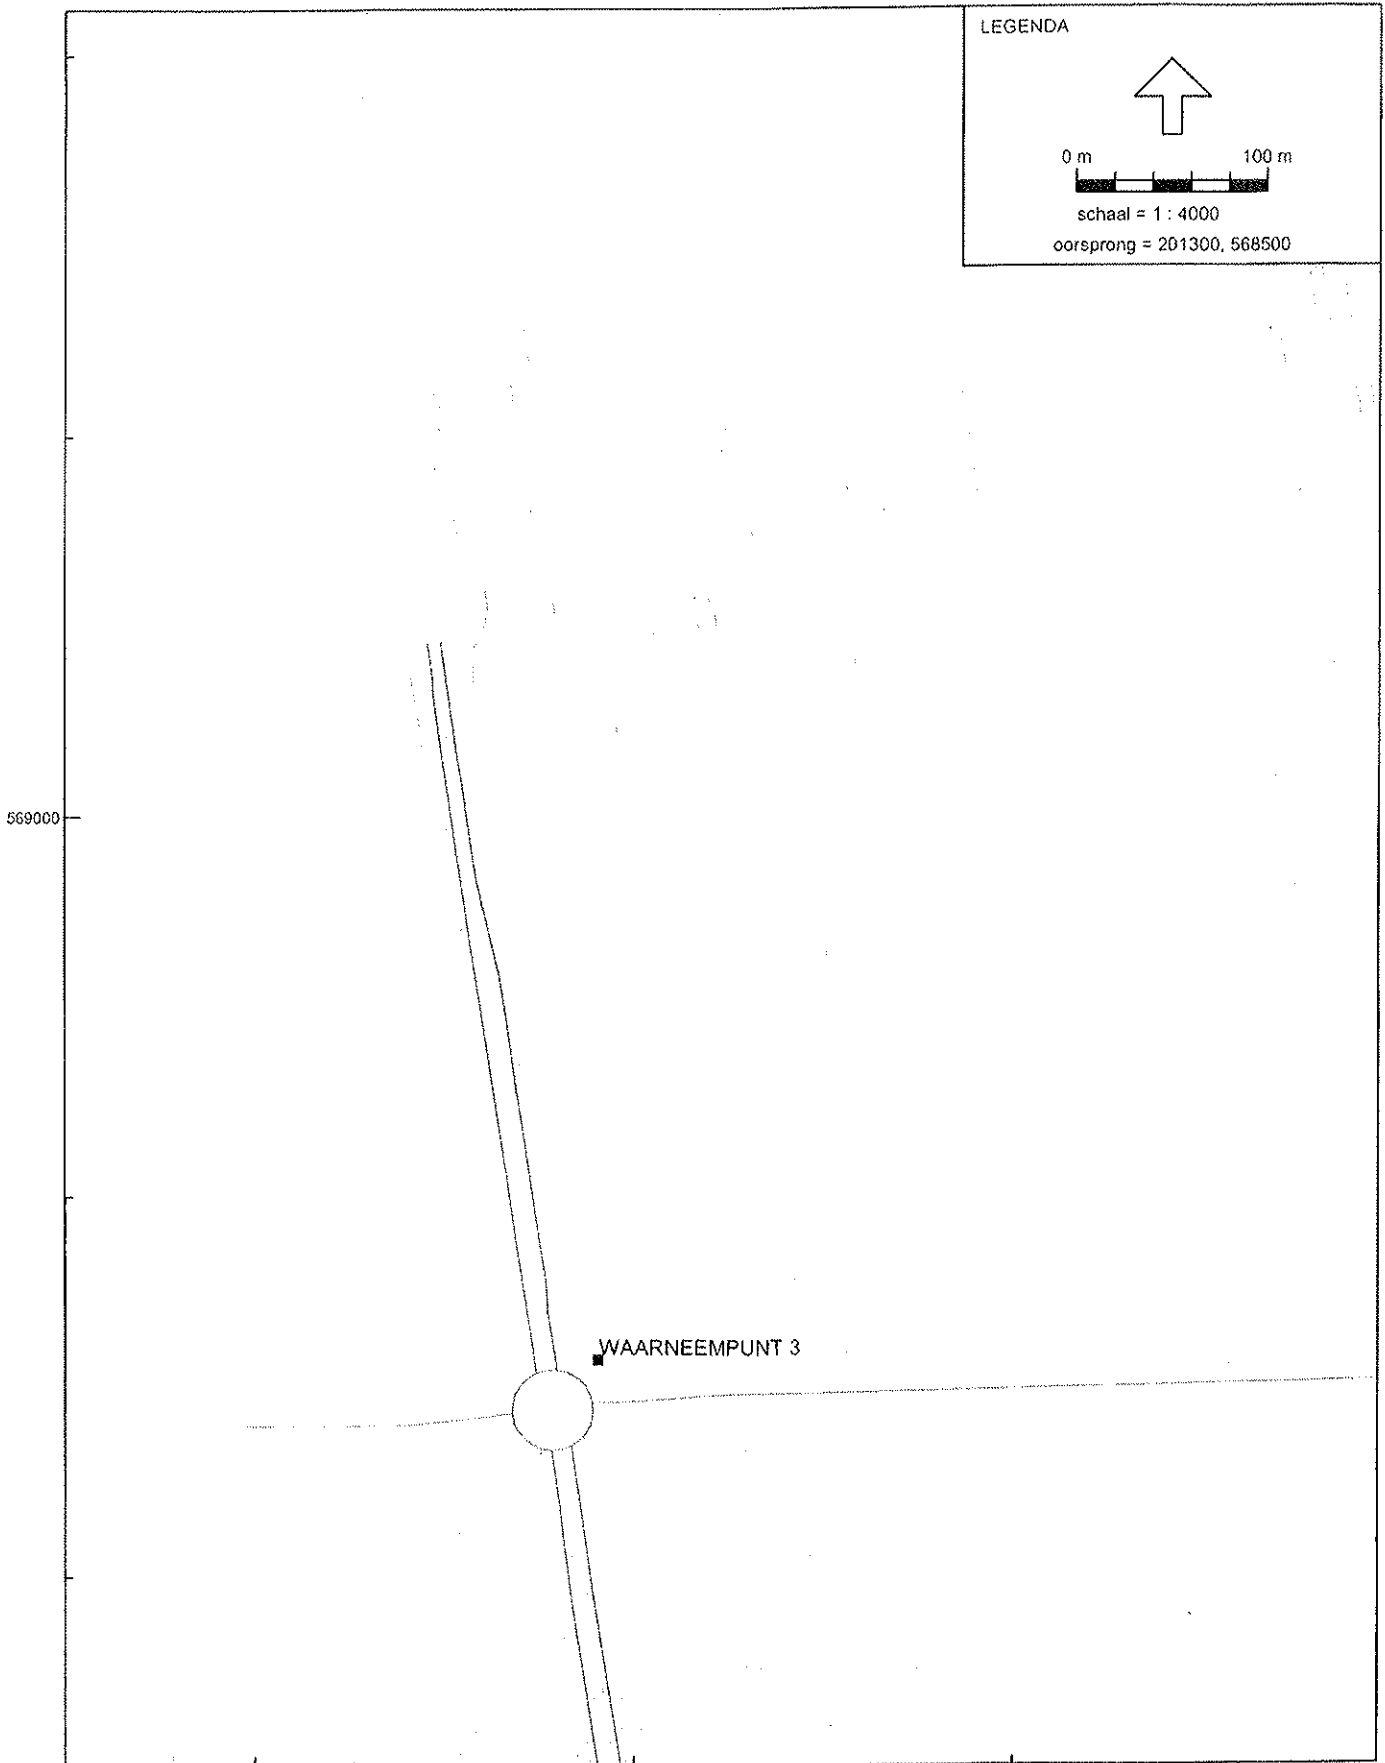 LEGENDA
0 m 100 m
schaal = 1 : 4000
oorsprong = 201300, 568500
569000
WAARNEEMPUNT 3